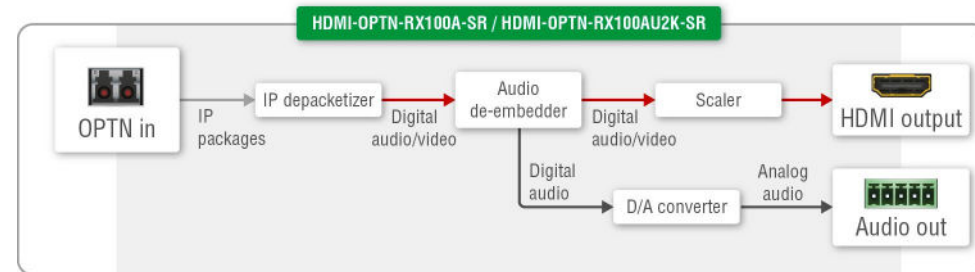 HDMI-OPTN-RX100A-SR / HDMI-OPTN-RX100AU2K-SR
OPTN in
IP
packages
IP depacketizer
Digital
audio/video
Audio
de-embedder
Digital
audio/video
Scaler
HDMI output
Digital
audio
D/A converter
Analog
audio
Audio out